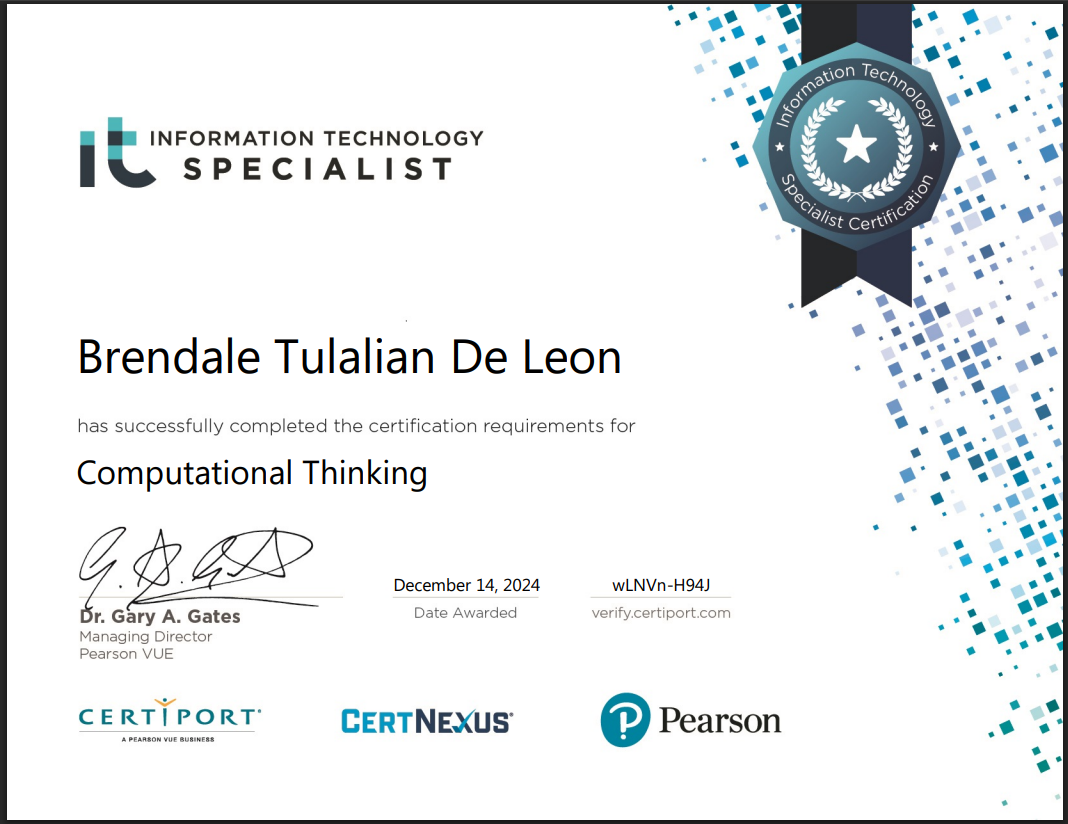 INFORMATION TECHNOLOGY
SPECIALIST
Information Technology
Specialist Certification
Brendale Tulalian De Leon
has successfully completed the certification requirements for
Computational Thinking
Dr. Gary A. Gates
Managing Director
Pearson VUE
December 14, 2024
Date Awarded
wLNVn-H94J
verify.certiport.com
CERTIPORT
A PEARSON VUE BUSINESS
CERTNEXUS
Pearson